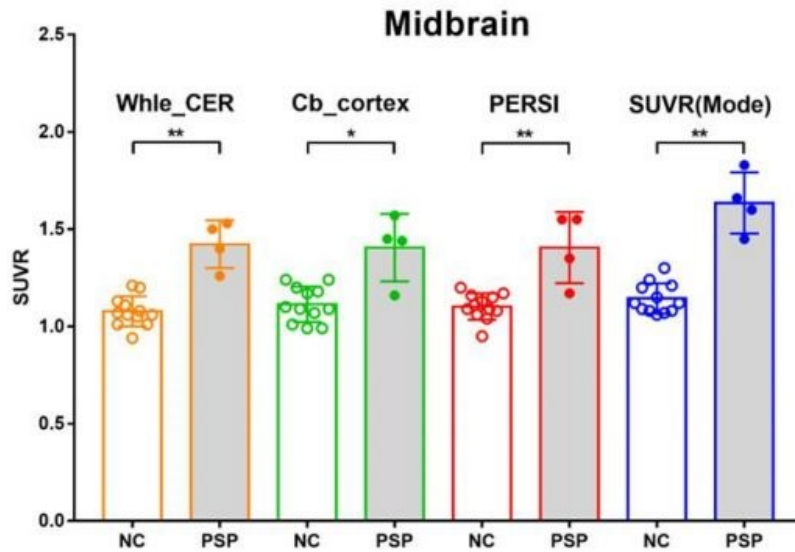 Midbrain
2.5
2.0
1.5
1.0
0.5
0.0
SUVR
Whle_CER
Cb_cortex
PERSI
SUVR(Mode)
**
*
**
**
NC PSP NC PSP NC PSP NC PSP